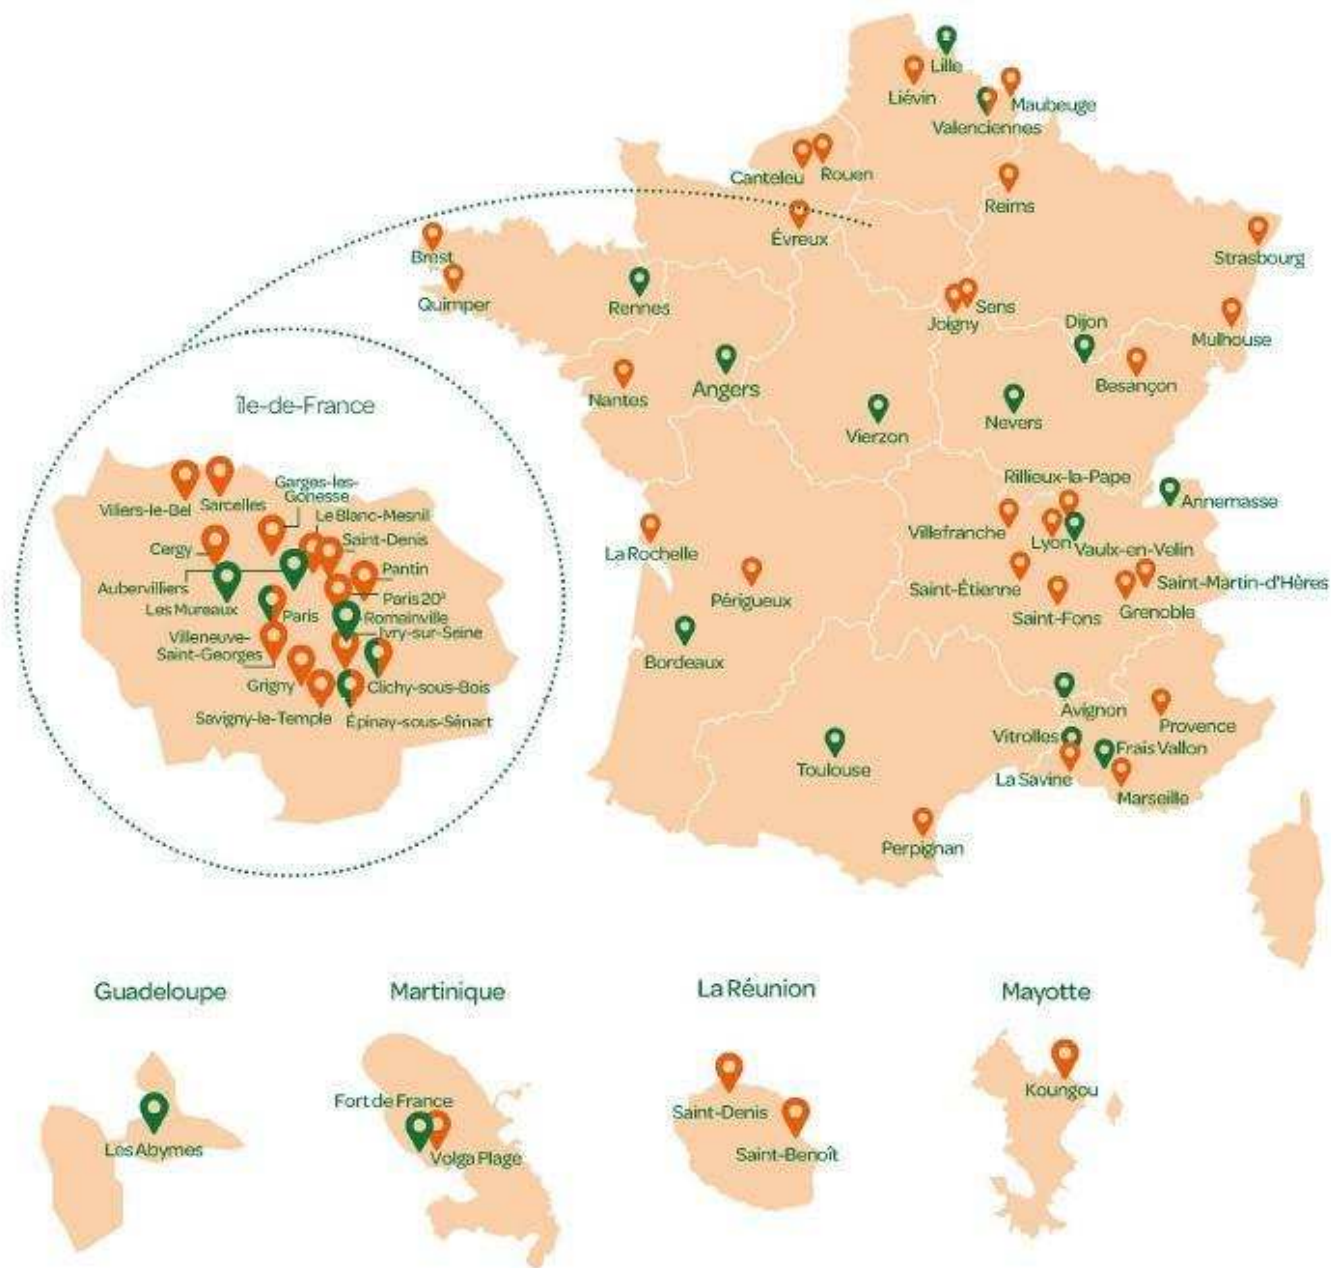 Lille
Liévin
Maubeuge
Valenciennes
Canteleu
Rouen
Reims
Évreux
Brest
Strasbourg
Quimper
Rennes
Sens
Joigny
Dijon
Mulhouse
Besançon
Nantes
Angers
Nevers
Vierzon
Île-de-France
Garges-les-
Gonesse
Villiers-le-Bel
Sarcelles
Le Blanc-Mesnil
Saint-Denis
Cergy
Pantin
Aubervilliers
Les Mureaux
Paris 20ᵉ
Paris
Romainville
Ivry-sur-Seine
Villeneuve-
Saint-Georges
Grigny
Clichy-sous-Bois
Savigny-le-Temple
Épinay-sous-Sénart
Rillieux-la-Pape
Annemasse
Villefranche
Lyon
Vaulx-en-Velin
La Rochelle
Saint-Étienne
Saint-Martin-d'Hères
Périgueux
Saint-Fons
Grenoble
Bordeaux
Avignon
Provence
Vitrolles
Frais Vallon
Toulouse
La Savine
Marseille
Perpignan
Guadeloupe
Martinique
La Réunion
Mayotte
Koungou
Fort de France
Saint-Denis
Les Abymes
Volga Plage
Saint-Benoît